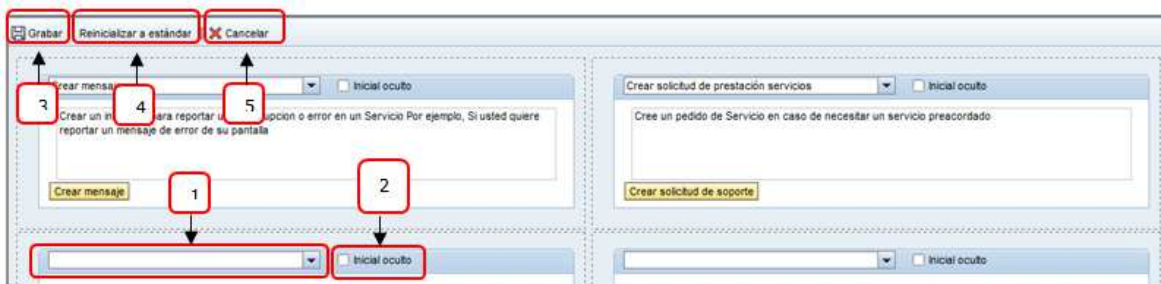 Grabar Reinicializar a estándar Cancelar
3 4 5
Crear mensaje Inicial oculto
Crear un in para reportar u upcion o error en un Servicio Por ejemplo, Si usted quiere
reportar un mensaje de error de su pantalla
Crear mensaje
Crear solicitud de prestación servicios Inicial oculto
Cree un pedido de Servicio en caso de necesitar un servicio preacordado
Crear solicitud de soporte
1
2
Inicial oculto
Inicial oculto